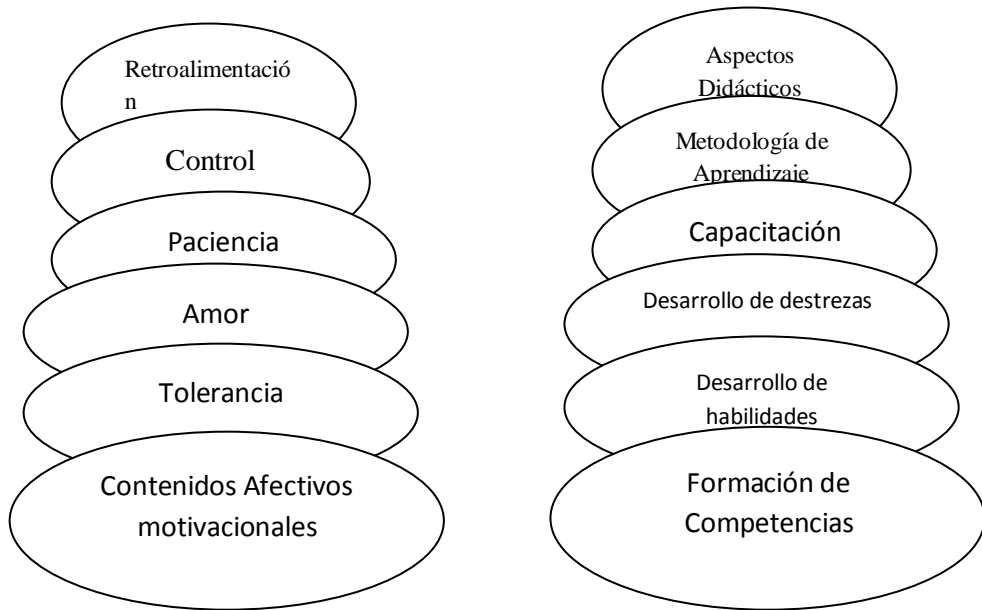 Retroalimentació
n
Control
Paciencia
Amor
Tolerancia
Contenidos Afectivos
motivacionales
Aspectos
Didácticos
Metodología de
Aprendizaje
Capacitación
Desarrollo de destrezas
Desarrollo de
habilidades
Formación de
Competencias